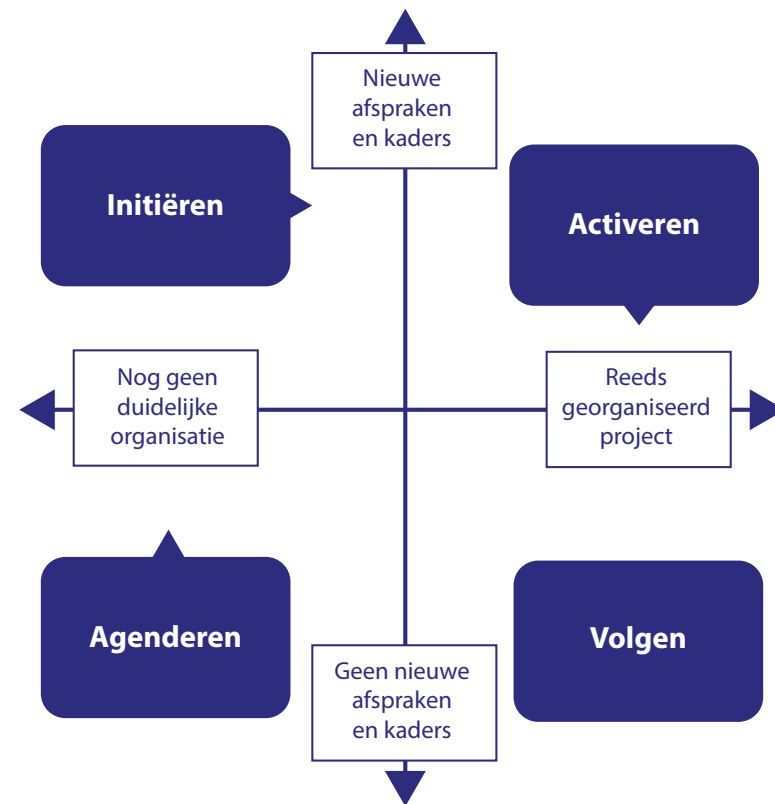 Nieuwe
afspraken
en kaders
Initiëren
Activeren
Nog geen
duidelijke
organisatie
Reeds
georganiseerd
project
Agenderen
Volgen
Geen nieuwe
afspraken
en kaders